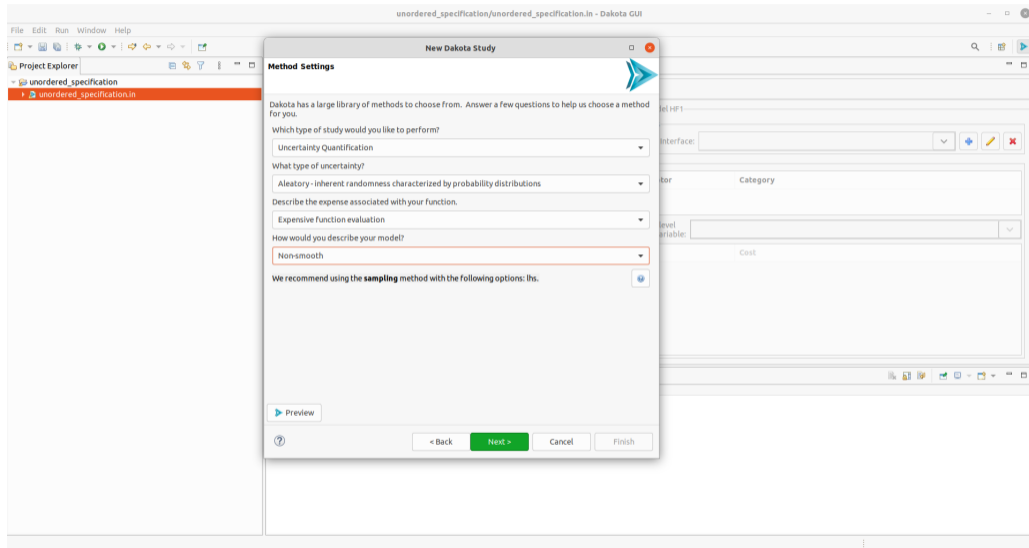 unordered_specification/unordered_specification.in - Dakota GUI
File Edit Run Window Help
Project Explorer
unordered_specification
unordered_specification.in
New Dakota Study
Method Settings
Dakota has a large library of methods to choose from. Answer a few questions to help us choose a method
for you.
Which type of study would you like to perform?
Uncertainty Quantification
What type of uncertainty?
Aleatory - inherent randomness characterized by probability distributions
Describe the expense associated with your function.
Expensive function evaluation
How would you describe your model?
Non-smooth
We recommend using the sampling method with the following options: lhs.
Preview
< Back Next > Cancel Finish
el HF1
Interface:
tor Category
level
ariable:
Cost